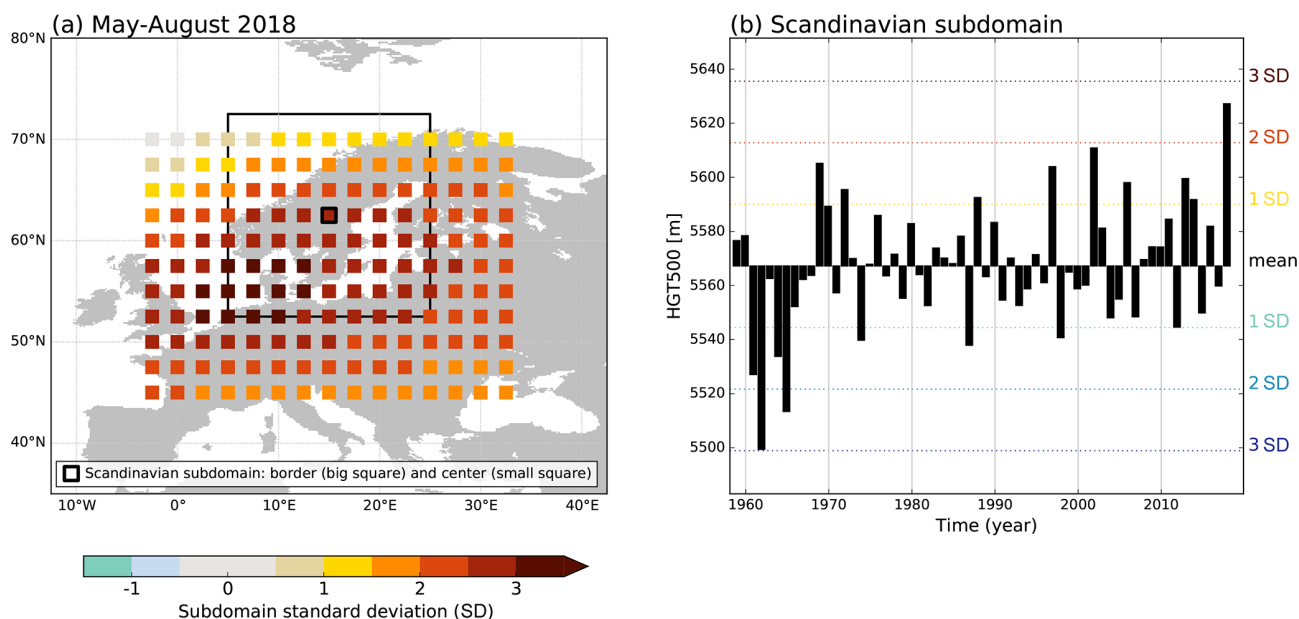 (a) May-August 2018
80°N
70°N
60°N
50°N
40°N
10°W
0°
10°E
20°E
30°E
40°E
Scandinavian subdomain: border (big square) and center (small square)
-1
0
1
2
3
Subdomain standard deviation (SD)
(b) Scandinavian subdomain
HGT500 [m]
5640
5620
5600
5580
5560
5540
5520
5500
3 SD
2 SD
1 SD
mean
1 SD
2 SD
3 SD
1960
1970
1980
1990
2000
2010
Time (year)